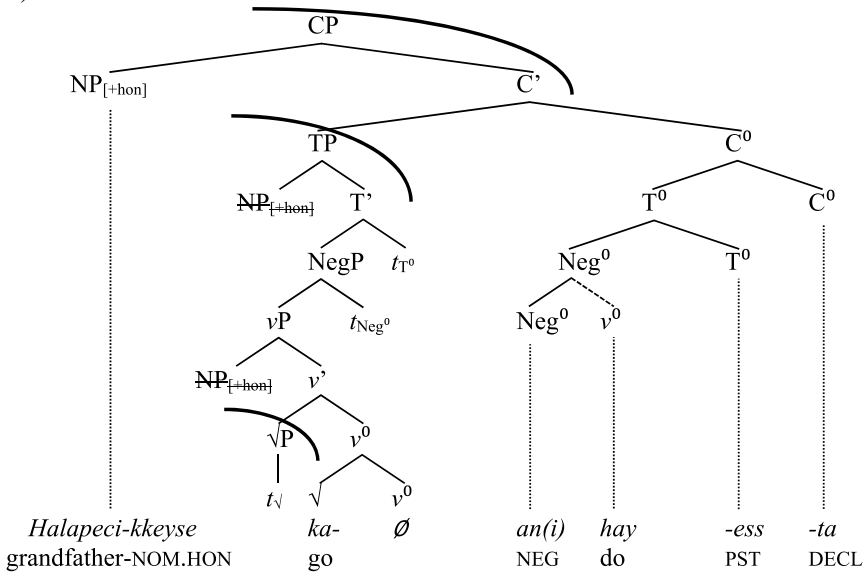 )
CP
NP[+hon] C’
TP C⁰
NP[+hon] T’ T⁰ C⁰
NegP tT⁰ Neg⁰ T⁰
vP tNeg⁰ Neg⁰ v⁰
NP[+hon] v’
√P v⁰
t√ √ v⁰
Halapeci-kkeyse ka- Ø an(i) hay -ess -ta
grandfather-NOM.HON go NEG do PST DECL